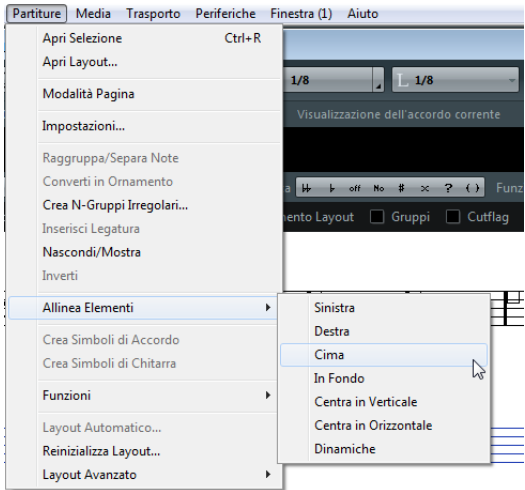 Partiture Media Trasporto Periferiche Finestra (1) Aiuto
Apri Selezione Ctrl+R
Apri Layout...
1/8 L 1/8
Modalità Pagina
Visualizzazione dell'accordo corrente
Impostazioni...
Raggruppa/Separa Note
Converti in Ornamento
a bb b off No # x ? ( ) Funz
Crea N-Gruppi Irregolari...
ento Layout Gruppi Cutflag
Inserisci Legatura
Nascondi/Mostra
Inverti
Allinea Elementi
Sinistra
Destra
Crea Simboli di Accordo
Cima
Crea Simboli di Chitarra
In Fondo
Funzioni
Centra in Verticale
Layout Automatico...
Centra in Orizzontale
Reinizializza Layout...
Dinamiche
Layout Avanzato